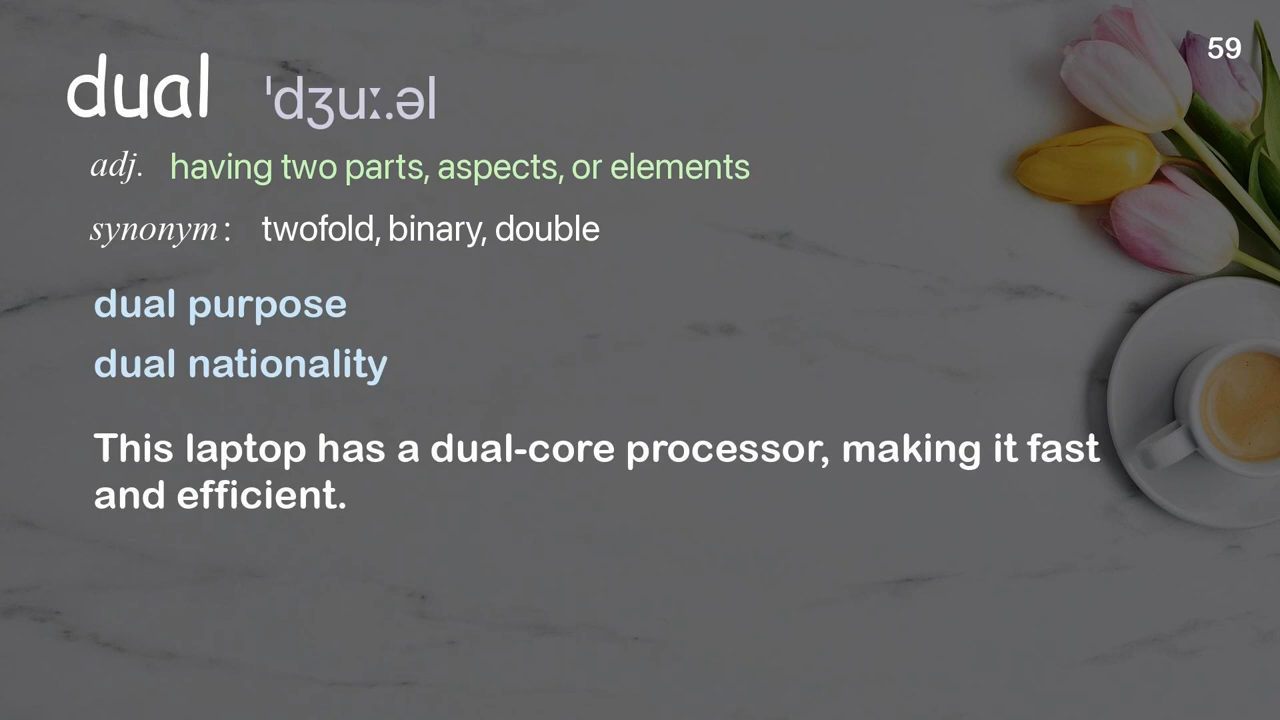 59
dual ˈdʒuː.əl
adj. having two parts, aspects, or elements
synonym: twofold, binary, double
dual purpose
dual nationality
This laptop has a dual-core processor, making it fast
and efficient.